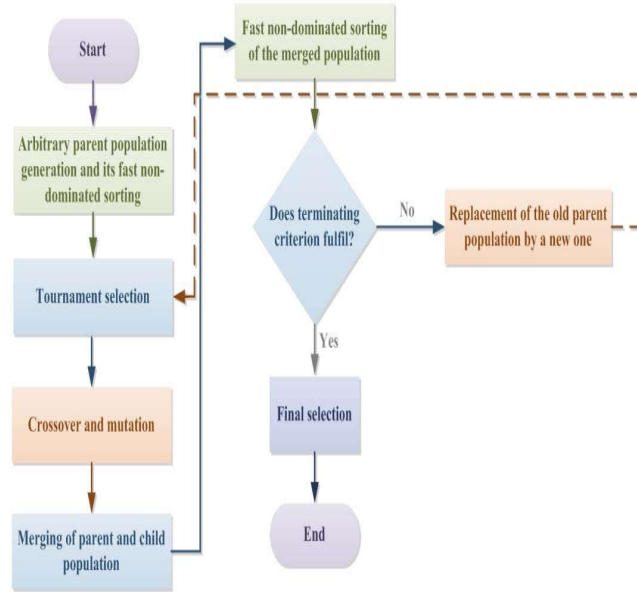 Start
Arbitrary parent population
generation and its fast non-
dominated sorting
Tournament selection
Crossover and mutation
Merging of parent and child
population
Fast non-dominated sorting
of the merged population
Does terminating
criterion fulfil?
No
Replacement of the old parent
population by a new one
Yes
Final selection
End